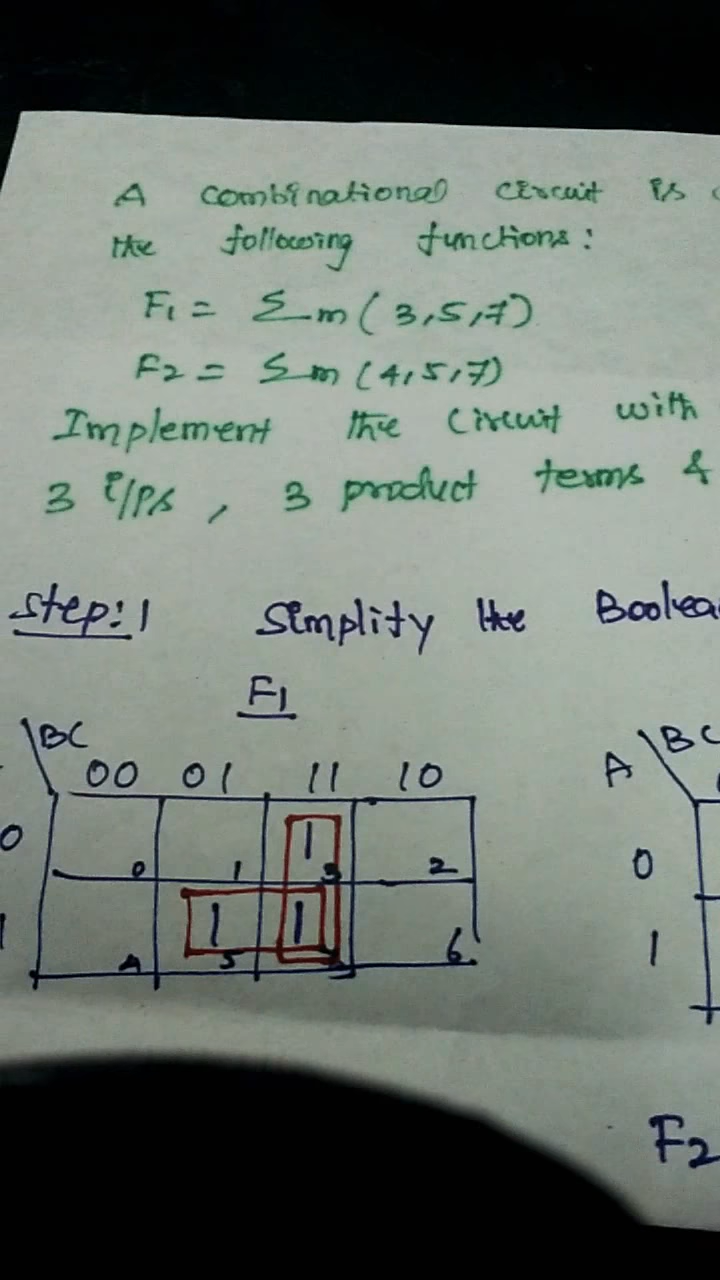 A combinational circuit is
the following functions:
F1 = Σm(3,5,7)
F2 = Σm(4,5,7)
Implement the circuit with
3 i/ps, 3 product terms &
Step:1 Simplity the Boolea
F1
BC
00 01 11 10
0 1 0 1 3 2
1 1 1 4 5 6
A BC
0
1
F2